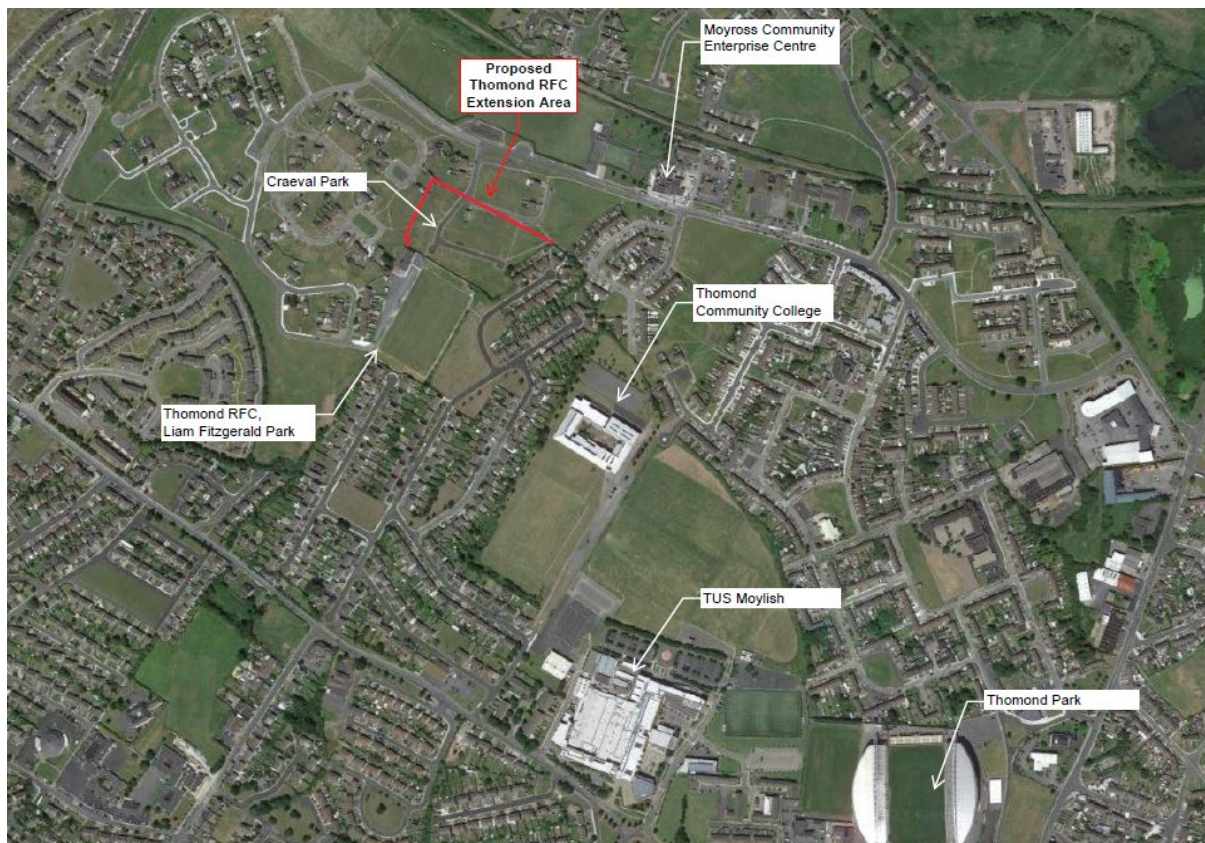 Moyross Community
Enterprise Centre
Proposed
Thomond RFC
Extension Area
Craeval Park
Thomond
Community College
Thomond RFC,
Liam Fitzgerald Park
TUS Moylish
Thomond Park